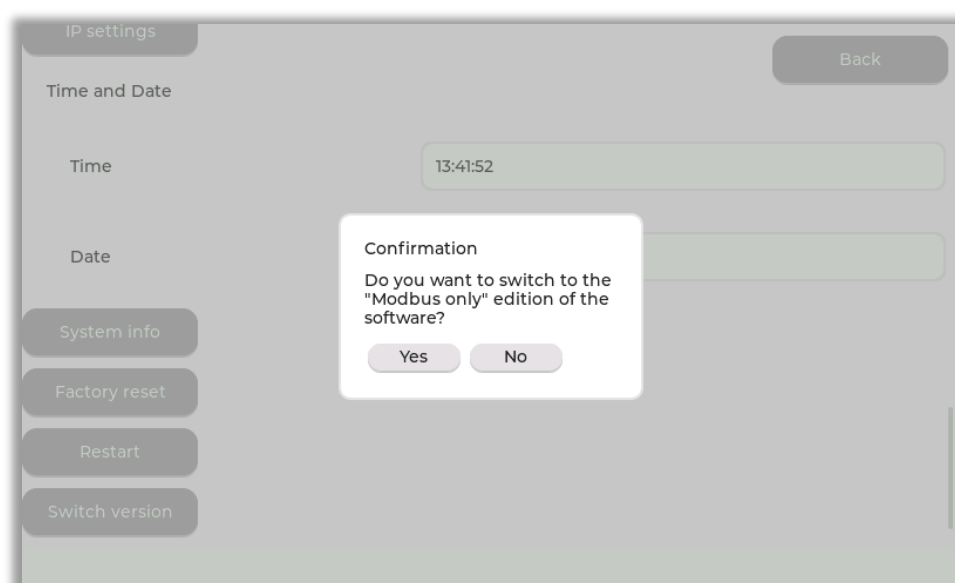 IP settings
Back
Time and Date
Time
13:41:52
Date
Confirmation
Do you want to switch to the
"Modbus only" edition of the
software?
Yes
No
System info
Factory reset
Restart
Switch version